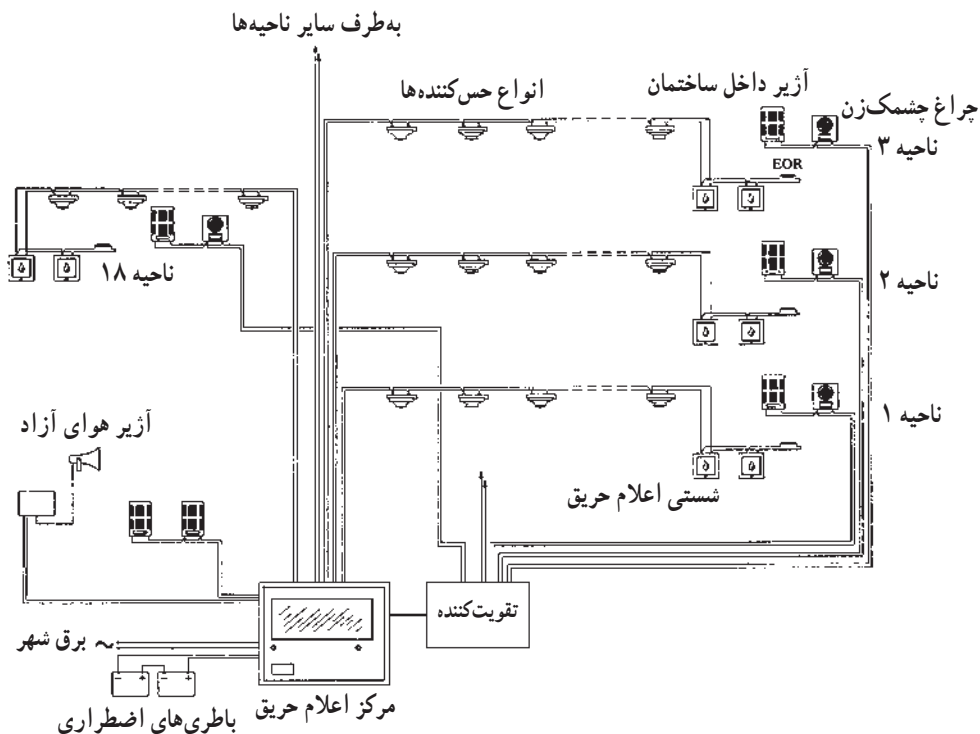 به‌طرف سایر ناحیه‌ها
انواع حس‌کننده‌ها
آژیر داخل ساختمان
چراغ چشمک‌زن
ناحیه ۳
EOR
ناحیه ۱۸
ناحیه ۲
ناحیه ۱
آژیر هوای آزاد
شستی اعلام حریق
تقویت‌کننده
برق شهر ~
مرکز اعلام حریق
باطری‌های اضطراری